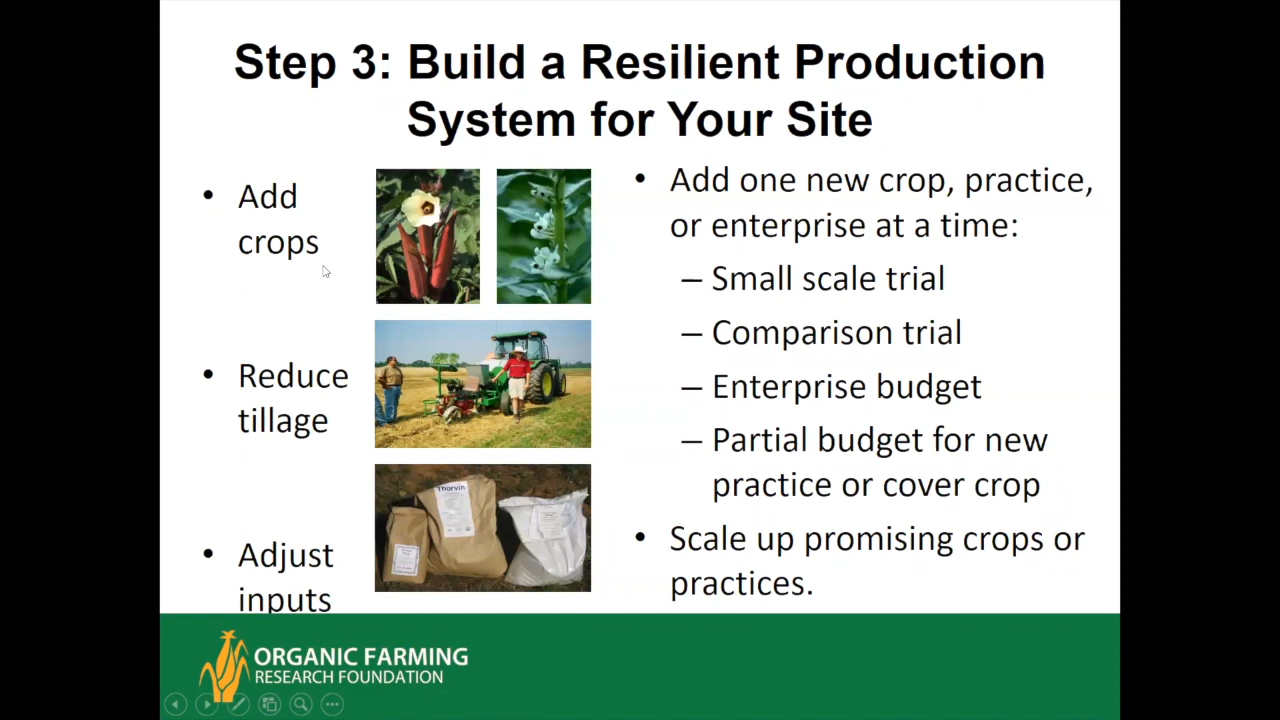 Step 3: Build a Resilient Production
System for Your Site
• Add
crops
• Reduce
tillage
• Adjust
inputs
Thorvin
• Add one new crop, practice,
or enterprise at a time:
– Small scale trial
– Comparison trial
– Enterprise budget
– Partial budget for new
practice or cover crop
• Scale up promising crops or
practices.
ORGANIC FARMING
RESEARCH FOUNDATION